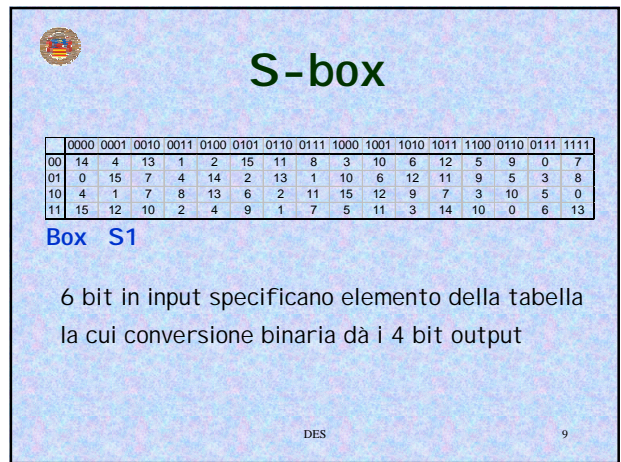 S-box
0000 0001 0010 0011 0100 0101 0110 0111 1000 1001 1010 1011 1100 0110 0111 1111
00 14 4 13 1 2 15 11 8 3 10 6 12 5 9 0 7
01 0 15 7 4 14 2 13 1 10 6 12 11 9 5 3 8
10 4 1 7 8 13 6 2 11 15 12 9 7 3 10 5 0
11 15 12 10 2 4 9 1 7 5 11 3 14 10 0 6 13
Box S1
6 bit in input specificano elemento della tabella
la cui conversione binaria dà i 4 bit output
DES 9